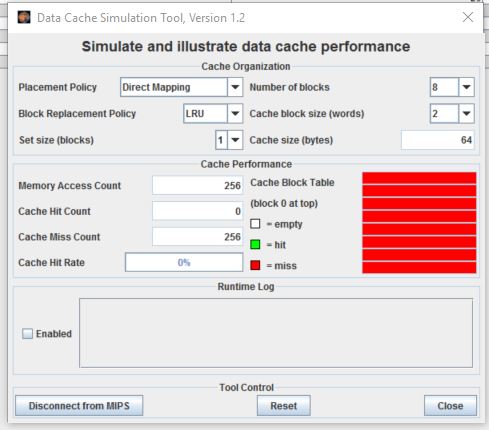 Data Cache Simulation Tool, Version 1.2
Simulate and illustrate data cache performance
Cache Organization
Placement Policy Direct Mapping Number of blocks 8
Block Replacement Policy LRU Cache block size (words) 2
Set size (blocks) 1 Cache size (bytes) 64
Cache Performance
Memory Access Count 256 Cache Block Table
Cache Hit Count 0 (block 0 at top)
= empty
Cache Miss Count 256 = hit
Cache Hit Rate 0% = miss
Runtime Log
Enabled
Tool Control
Disconnect from MIPS Reset Close